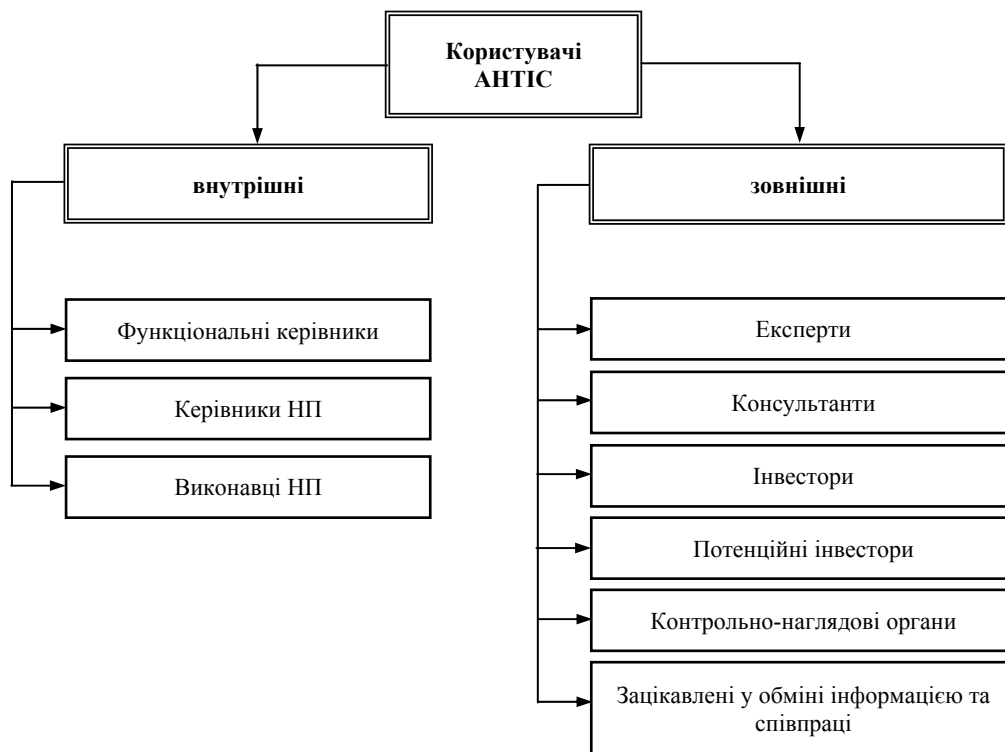 Користувачі
АНТІС
внутрішні
зовнішні
Функціональні керівники
Керівники НП
Виконавці НП
Експерти
Консультанти
Інвестори
Потенційні інвестори
Контрольно-наглядові органи
Зацікавлені у обміні інформацією та
співпраці